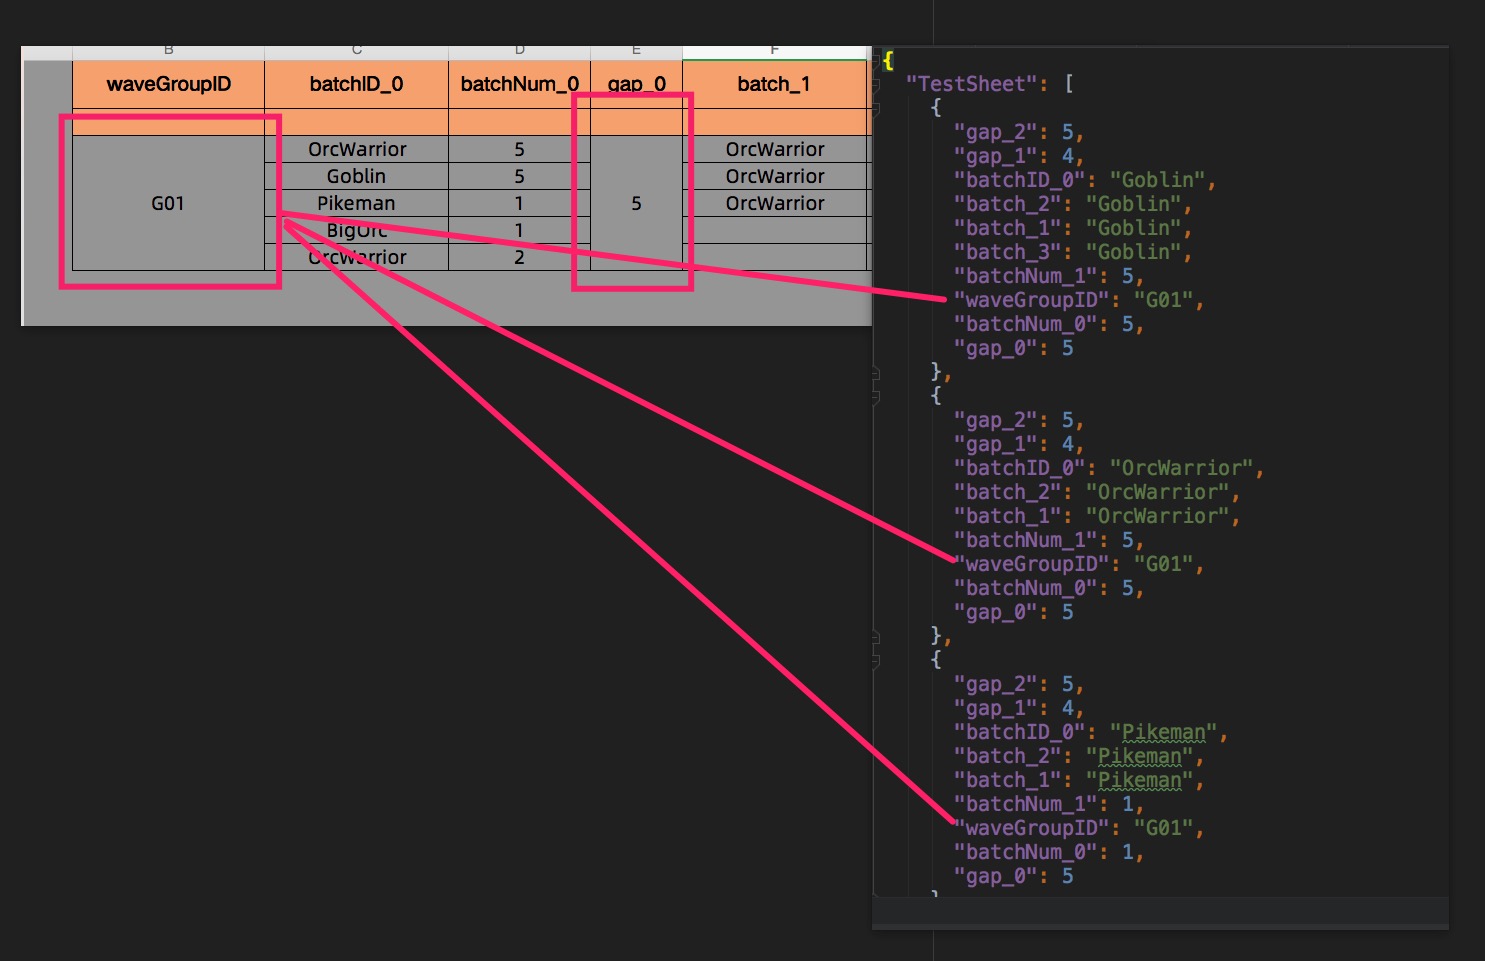 B C D E F
waveGroupID batchID_0 batchNum_0 gap_0 batch_1
OrcWarrior 5 OrcWarrior
Goblin 5 OrcWarrior
G01 Pikeman 1 5 OrcWarrior
BigOrc 1
OrcWarrior 2
{
"TestSheet": [
{
"gap_2": 5,
"gap_1": 4,
"batchID_0": "Goblin",
"batch_2": "Goblin",
"batch_1": "Goblin",
"batch_3": "Goblin",
"batchNum_1": 5,
"waveGroupID": "G01",
"batchNum_0": 5,
"gap_0": 5
},
{
"gap_2": 5,
"gap_1": 4,
"batchID_0": "OrcWarrior",
"batch_2": "OrcWarrior",
"batch_1": "OrcWarrior",
"batchNum_1": 5,
"waveGroupID": "G01",
"batchNum_0": 5,
"gap_0": 5
},
{
"gap_2": 5,
"gap_1": 4,
"batchID_0": "Pikeman",
"batch_2": "Pikeman",
"batch_1": "Pikeman",
"batchNum_1": 1,
"waveGroupID": "G01",
"batchNum_0": 1,
"gap_0": 5
}